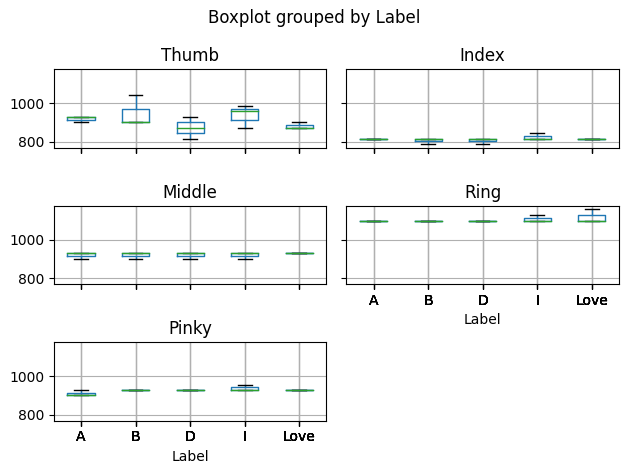 Boxplot grouped by Label
Thumb
Index
1000
800
Middle
Ring
1000
800
A B D I Love
Label
Pinky
1000
800
A B D I Love
Label